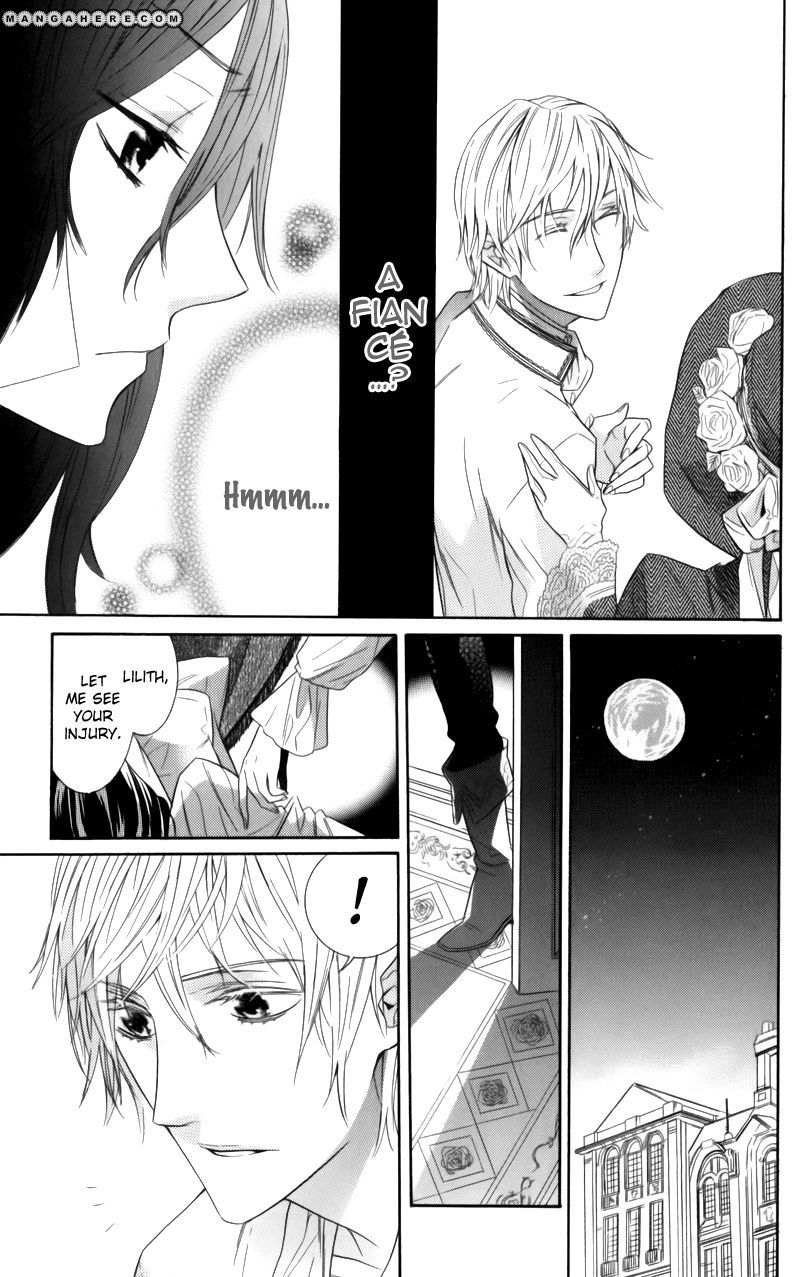 MANGAHERE.COM
A
FIAN
CÉ
...?
Hmmm...
LILITH,
LET
ME SEE
YOUR
INJURY.
!